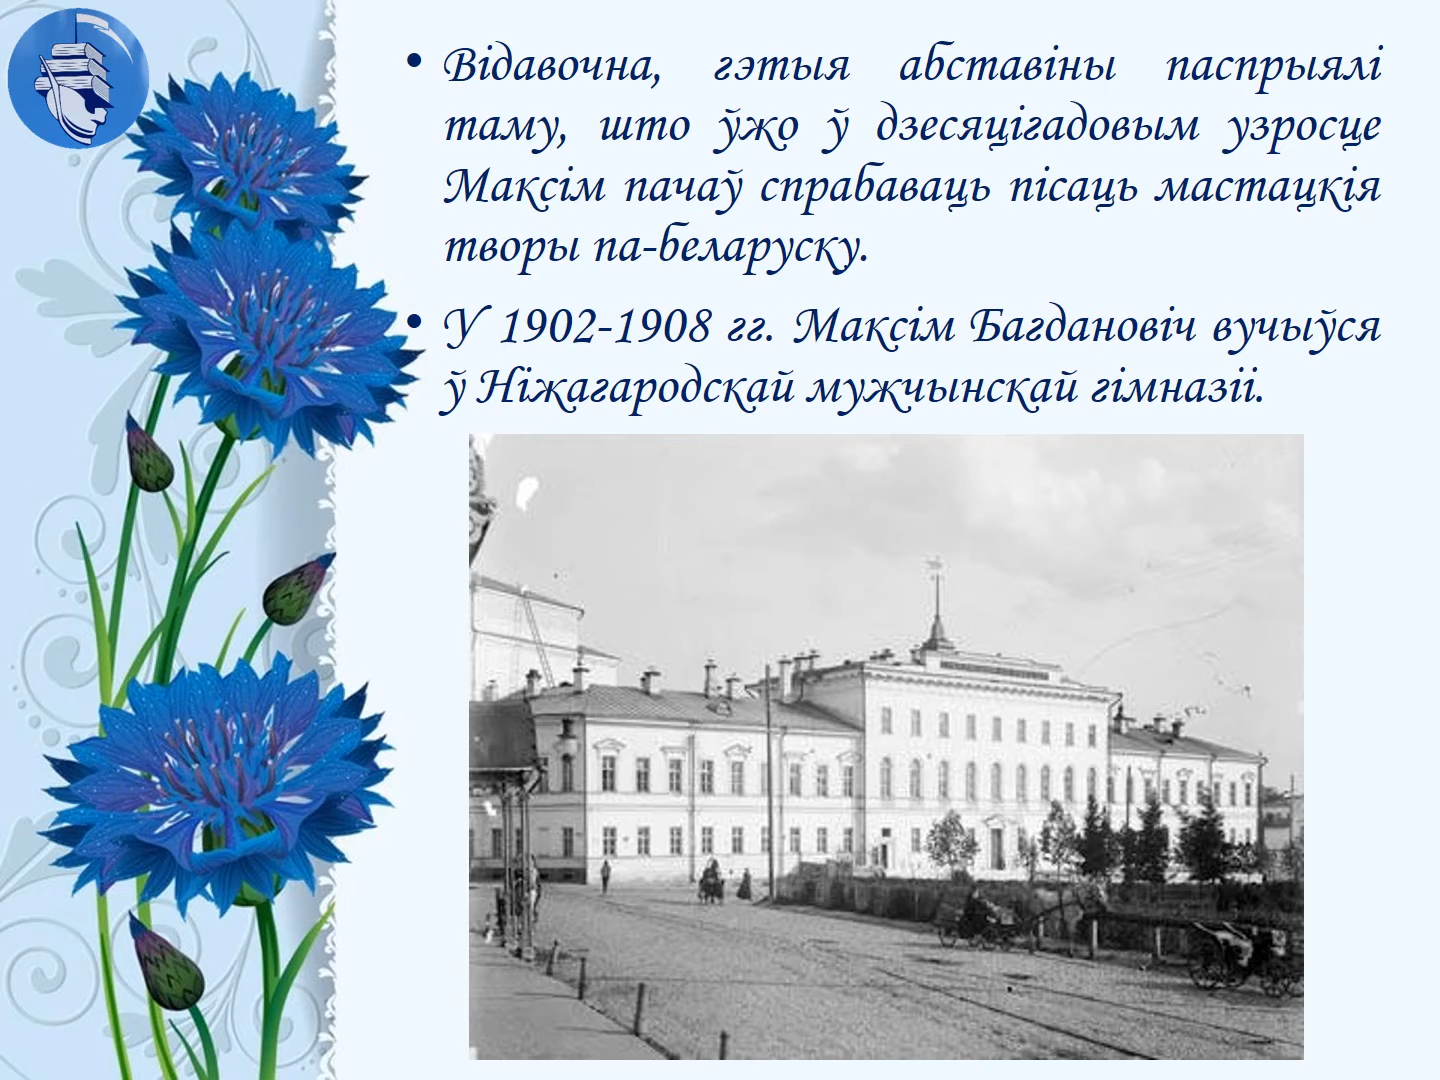 • Відавочна, гэтыя абставіны паспрыялі
таму, што ўжо ў дзесяцігадовым узросце
Максім пачаў спрабаваць пісаць мастацкія
творы па-беларуску.
• У 1902-1908 гг. Максім Багдановіч вучыўся
ў Ніжагародскай мужчынскай гімназіі.